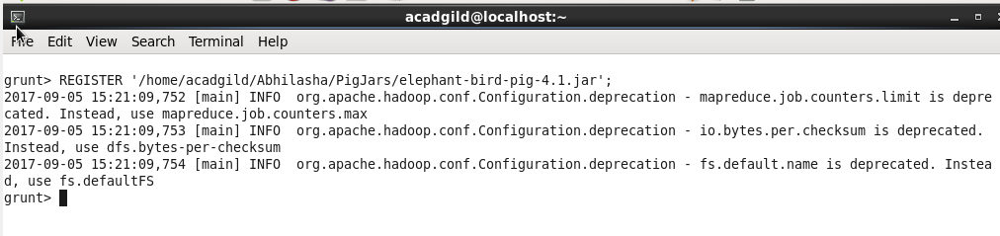 acadgild@localhost:~
File Edit View Search Terminal Help
grunt> REGISTER '/home/acadgild/Abhilasha/PigJars/elephant-bird-pig-4.1.jar';
2017-09-05 15:21:09,752 [main] INFO  org.apache.hadoop.conf.Configuration.deprecation - mapreduce.job.counters.limit is depre
cated. Instead, use mapreduce.job.counters.max
2017-09-05 15:21:09,753 [main] INFO  org.apache.hadoop.conf.Configuration.deprecation - io.bytes.per.checksum is deprecated.
Instead, use dfs.bytes-per-checksum
2017-09-05 15:21:09,754 [main] INFO  org.apache.hadoop.conf.Configuration.deprecation - fs.default.name is deprecated. Instea
d, use fs.defaultFS
grunt>